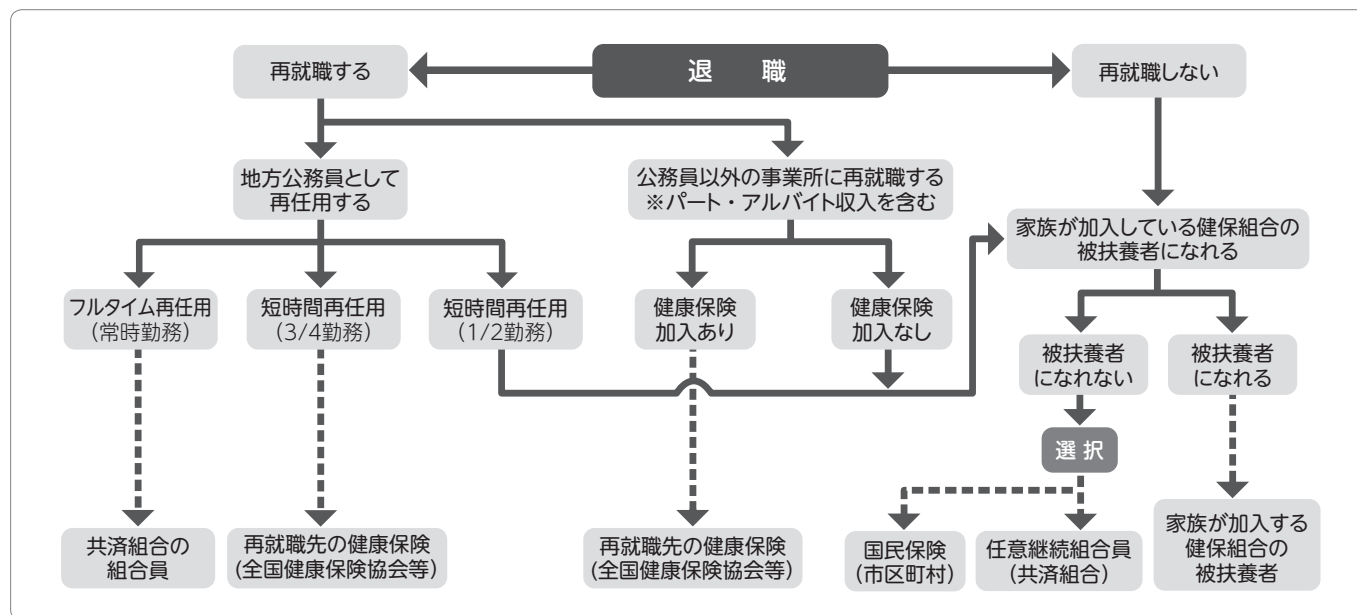 退 職
再就職する
再就職しない
地方公務員として
再任用する
公務員以外の事業所に再就職する
※パート・アルバイト収入を含む
家族が加入している健保組合の
被扶養者になれる
フルタイム再任用
(常時勤務)
短時間再任用
(3/4勤務)
短時間再任用
(1/2勤務)
健康保険
加入あり
健康保険
加入なし
被扶養者
になれない
被扶養者
になれる
選 択
共済組合の
組合員
再就職先の健康保険
(全国健康保険協会等)
再就職先の健康保険
(全国健康保険協会等)
国民保険
(市区町村)
任意継続組合員
(共済組合)
家族が加入する
健保組合の
被扶養者